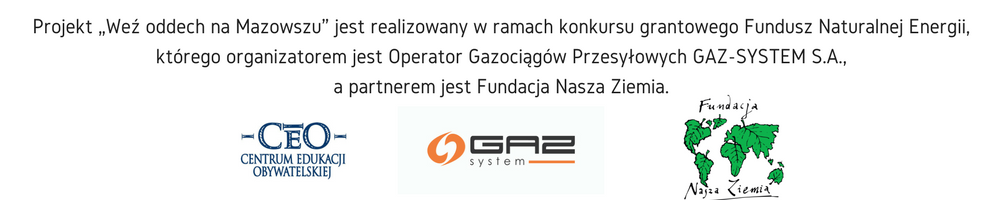 Projekt „Weź oddech na Mazowszu” jest realizowany w ramach konkursu grantowego Fundusz Naturalnej Energii,
którego organizatorem jest Operator Gazociągów Przesyłowych GAZ-SYSTEM S.A.,
a partnerem jest Fundacja Nasza Ziemia.
CEO
CENTRUM EDUKACJI
OBYWATELSKIEJ
GAZ
system
Fundacja
Nasza Ziemia